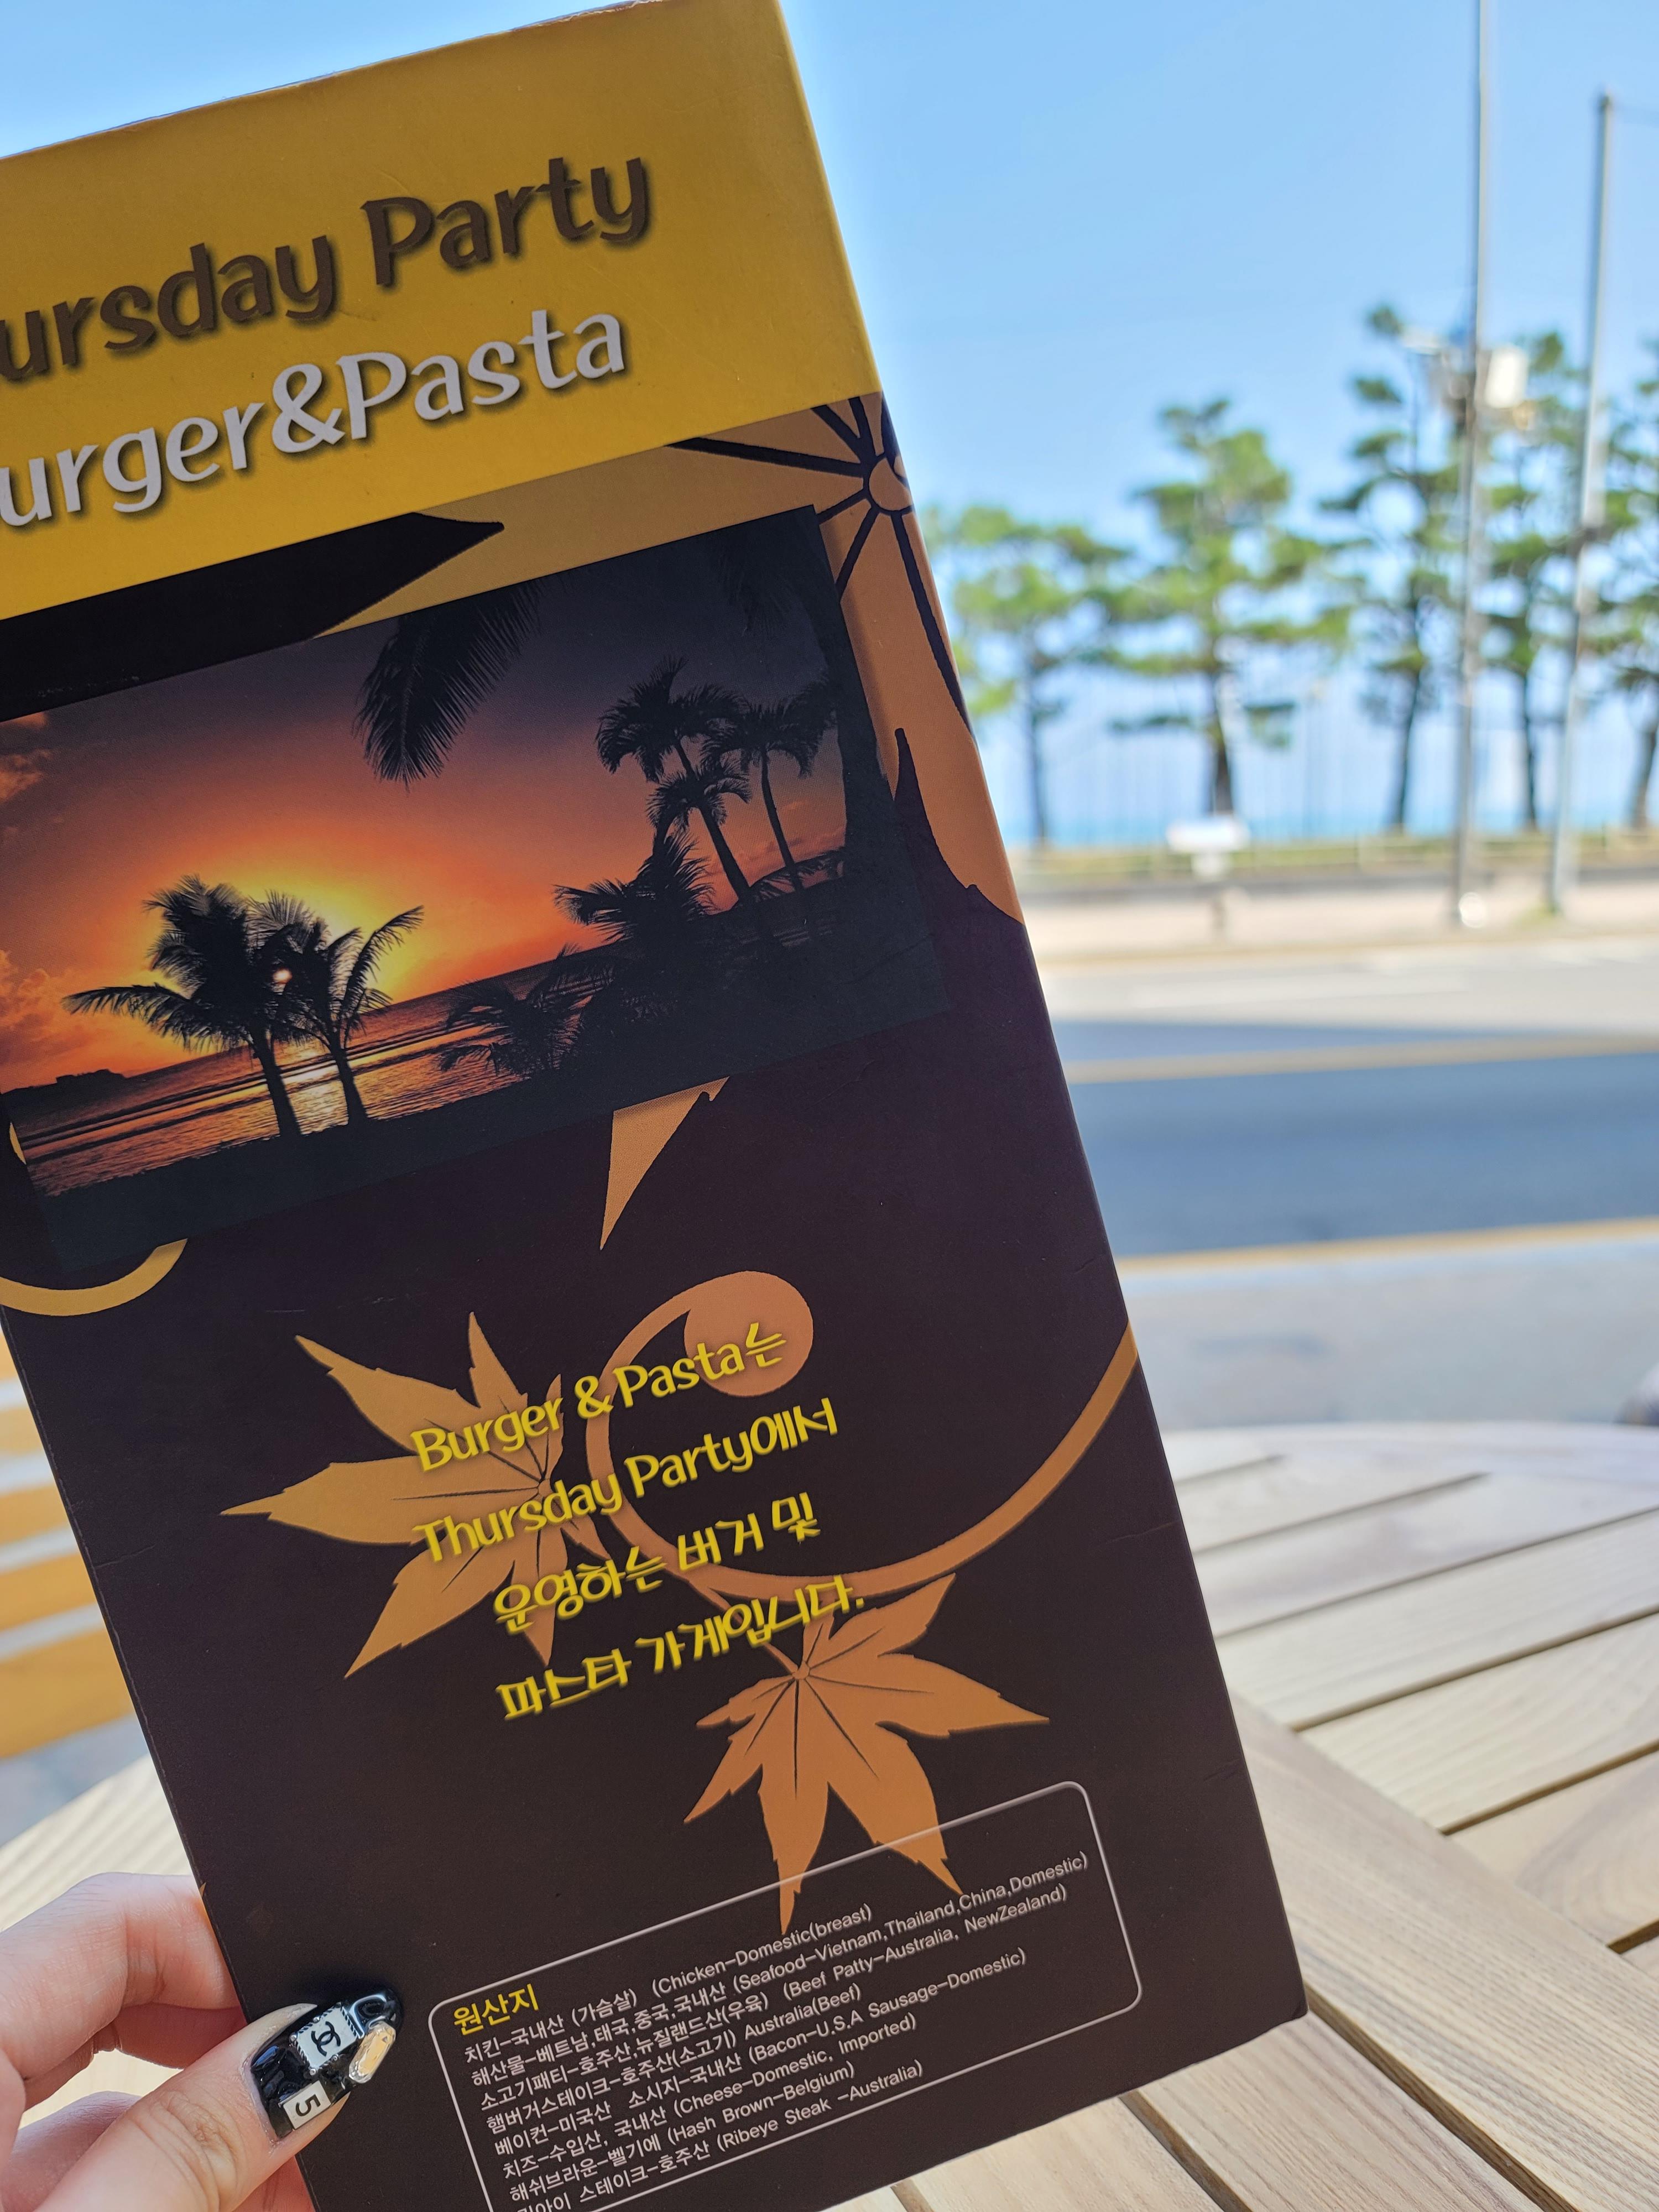 ursday Party
urger&Pasta
Burger & Pasta는
Thursday Party에서
운영하는 버거 및
파스타 가게입니다.
원산지
치킨-국내산 (가슴살) (Chicken-Domestic(breast)
해산물-베트남,태국,중국,국내산 (Seafood-Vietnam,Thailand,China,Domestic)
소고기패티-호주산,뉴질랜드산(우육) (Beef Patty-Australia, NewZealand)
햄버거스테이크-호주산(소고기) Australia(Beef)
베이컨-미국산 소시지-국내산 (Bacon-U.S.A Sausage-Domestic)
치즈-수입산, 국내산 (Cheese-Domestic, Imported)
해쉬브라운-벨기에 (Hash Brown-Belgium)
스테이크-호주산 (Ribeye Steak -Australia)
5